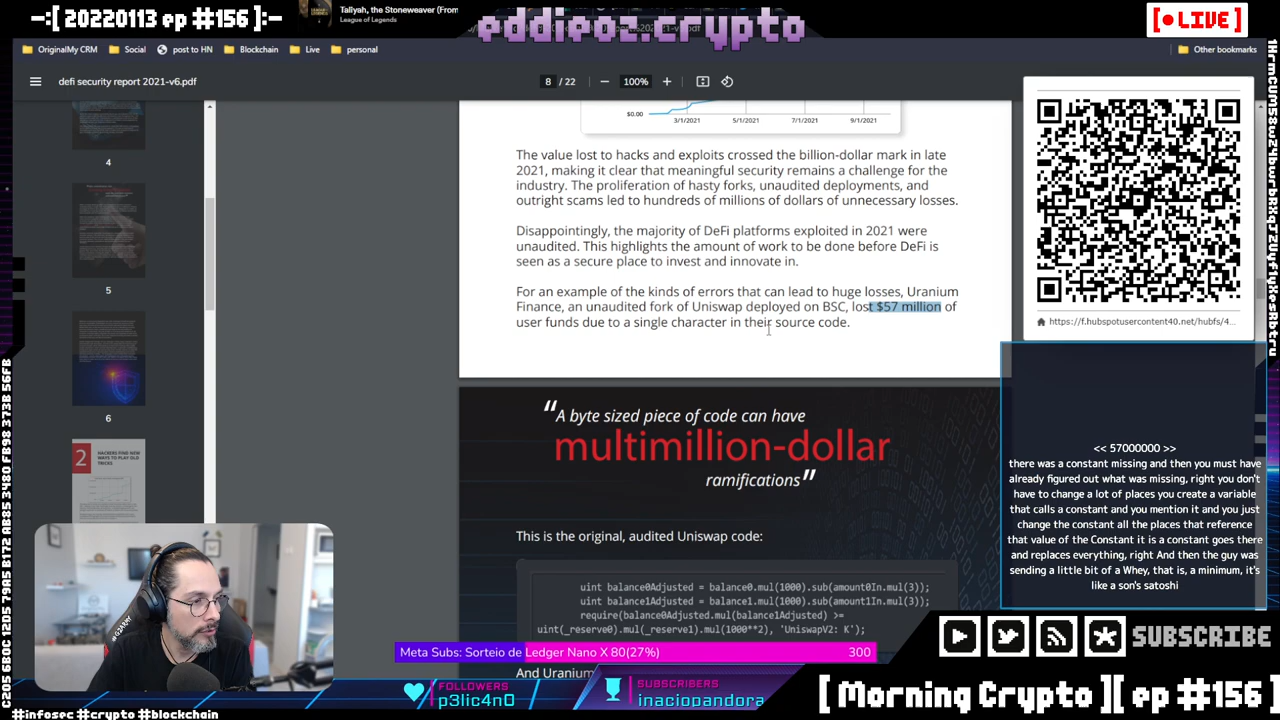 -:[ 20220113 ep #156 ]:-
Taliyah, the Stoneweaver (From
League of Legends
eddieoz.crypto
[●LIVE]
OriginalMy CRM
Social
post to HN
Blockchain
Live
personal
Other bookmarks
defi security report 2021-v6.pdf
8 / 22
100%
4
5
6
2
HACKERS FIND NEW
WAYS TO PLAY OLD
TRICKS
$0.00
3/1/2021
5/1/2021
7/1/2021
9/1/2021
The value lost to hacks and exploits crossed the billion-dollar mark in late
2021, making it clear that meaningful security remains a challenge for the
industry. The proliferation of hasty forks, unaudited deployments, and
outright scams led to hundreds of millions of dollars of unnecessary losses.
Disappointingly, the majority of DeFi platforms exploited in 2021 were
unaudited. This highlights the amount of work to be done before DeFi is
seen as a secure place to invest and innovate in.
For an example of the kinds of errors that can lead to huge losses, Uranium
Finance, an unaudited fork of Uniswap deployed on BSC, lost $57 million of
user funds due to a single character in their source code.
“A byte sized piece of code can have
multimillion-dollar
ramifications”
This is the original, audited Uniswap code:
uint balance0Adjusted = balance0.mul(1000).sub(amount0In.mul(3));
uint balance1Adjusted = balance1.mul(1000).sub(amount1In.mul(3));
require(balance0Adjusted.mul(balance1Adjusted) >=
uint(_reserve0).mul(_reserve1).mul(1000**2), 'UniswapV2: K');
And Uranium
https://f.hubspotusercontent40.net/hubfs/4...
<< 57000000 >>
there was a constant missing and then you must have
already figured out what was missing, right you don't
have to change a lot of places you create a variable
that calls a constant and you mention it and you just
change the constant all the places that reference
that value of the Constant it is a constant goes there
and replaces everything, right And then the guy was
sending a little bit of a Whey, that is, a minimum, it's
like a son's satoshi
SUBSCRIBE
Meta Subs: Sorteio de Ledger Nano X 80(27%)
300
FOLLOWERS
p3lic4n0
SUBSCRIBERS
inaciopandora
[ Morning Crypto ][ ep #156 ]
#infosec #crypto #blockchain